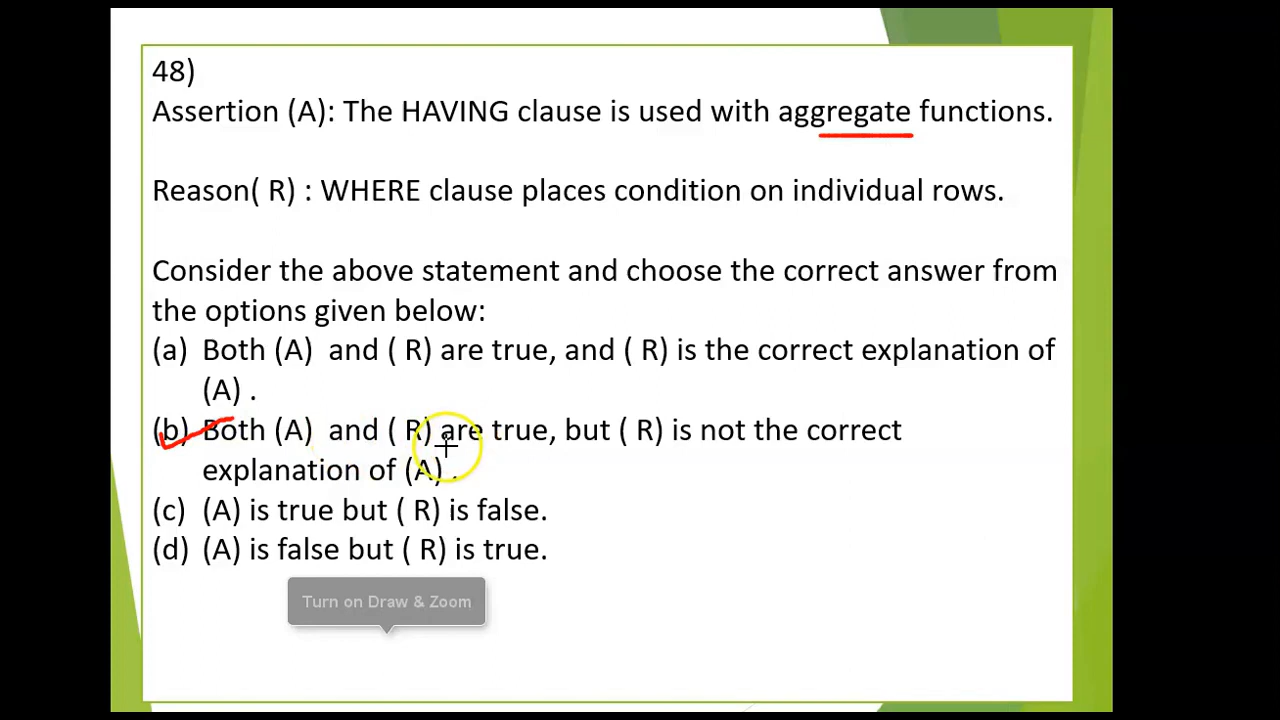 48)
Assertion (A): The HAVING clause is used with aggregate functions.
Reason( R) : WHERE clause places condition on individual rows.
Consider the above statement and choose the correct answer from
the options given below:
(a) Both (A) and ( R) are true, and ( R) is the correct explanation of
(A) .
(b) Both (A) and ( R) are true, but ( R) is not the correct
explanation of (A) .
(c) (A) is true but ( R) is false.
(d) (A) is false but ( R) is true.
Turn on Draw & Zoom